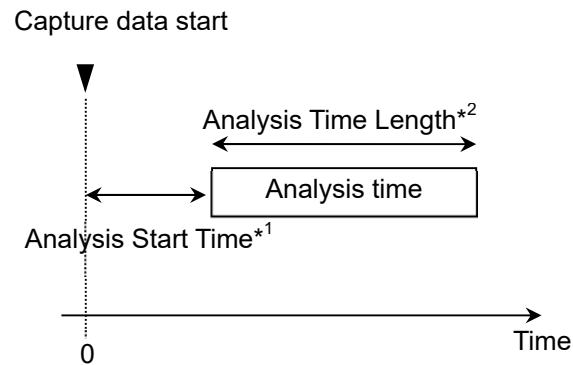 Capture data start
Analysis Time Length*2
Analysis time
Analysis Start Time*1
Time
0